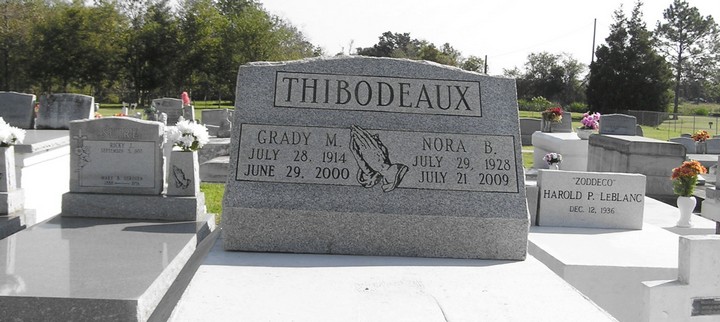 THIBODEAUX
GRADY M.
JULY 28, 1914
JUNE 29, 2000
NORA B.
JULY 29, 1928
JULY 21, 2009
"ZODDECO"
HAROLD P. LEBLANC
DEC. 12, 1936
RICKY J.